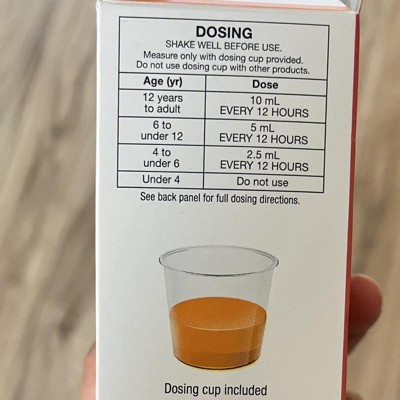 DOSING
SHAKE WELL BEFORE USE.
Measure only with dosing cup provided.
Do not use dosing cup with other products.
Age (yr) Dose
12 years to adult 10 mL EVERY 12 HOURS
6 to under 12 5 mL EVERY 12 HOURS
4 to under 6 2.5 mL EVERY 12 HOURS
Under 4 Do not use
See back panel for full dosing directions.
Dosing cup included